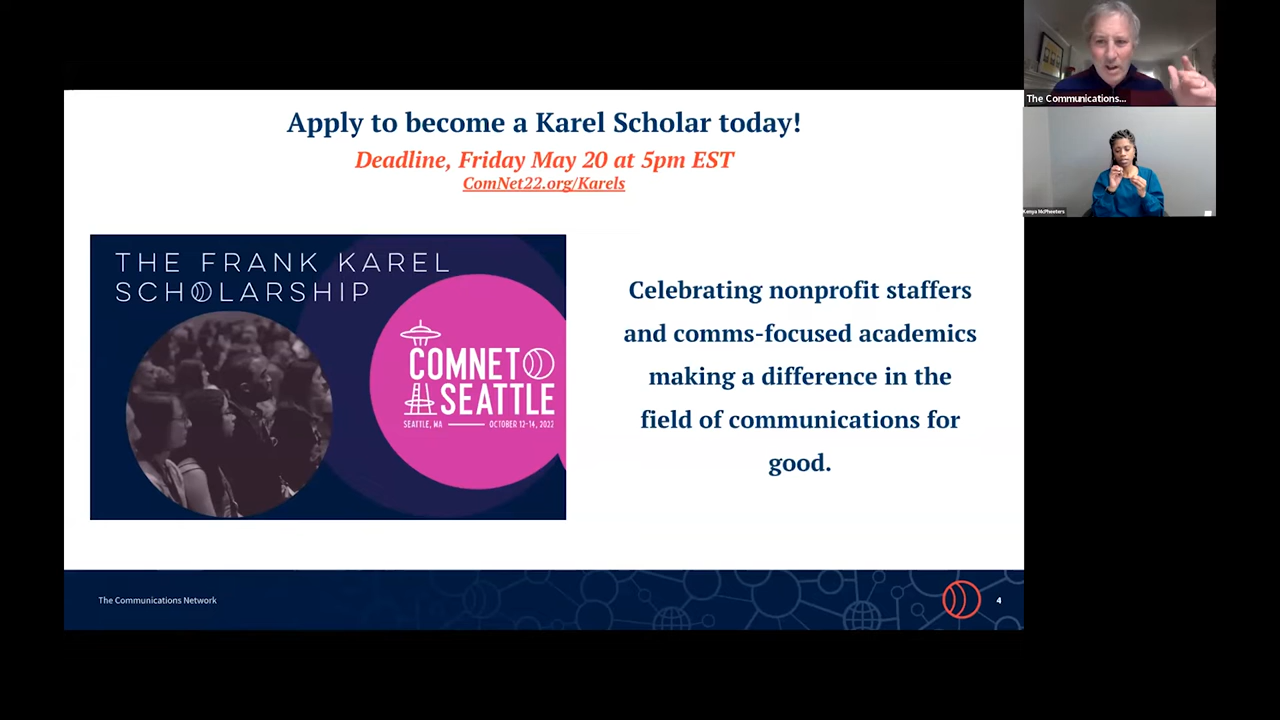 Apply to become a Karel Scholar today!
Deadline, Friday May 20 at 5pm EST
ComNet22.org/Karels
THE FRANK KAREL
SCHOLARSHIP
COMNET
SEATTLE
SEATTLE, WA
OCTOBER 12-14, 2022
Celebrating nonprofit staffers
and comms-focused academics
making a difference in the
field of communications for
good.
The Communications Network
4
The Communications...
Kenya McPheeters